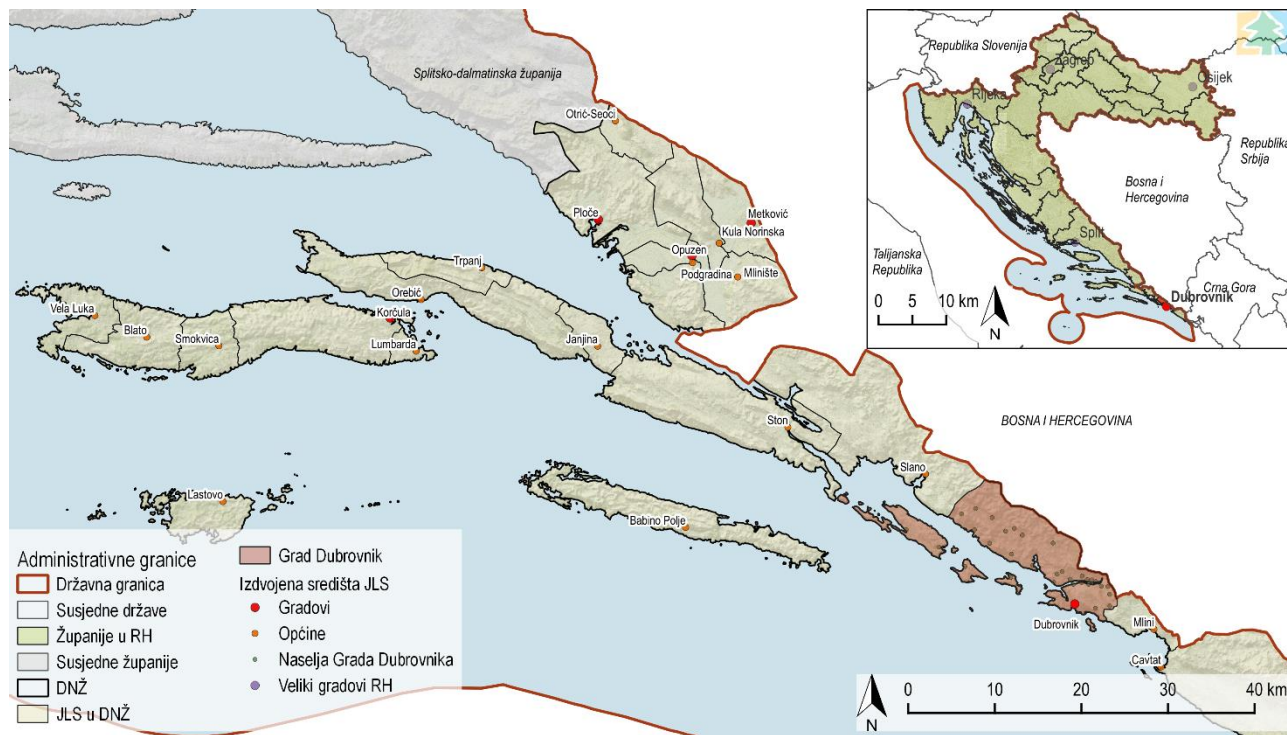 Splitsko-dalmatinska županija
Otrić-Seoci
Ploče
Metković
Kula Norinska
Opuzen
Podgradina
Mlinište
Trpanj
Orebić
Vela Luka
Korčula
Blato
Smokvica
Lumbarda
Janjina
Ston
BOSNA I HERCEGOVINA
Slano
Lastovo
Babino Polje
Dubrovnik
Mlini
Cavtat
Republika Slovenija
Zagreb
Osijek
Rijeka
Republika
Srbija
Bosna i
Hercegovina
Split
Talijanska
Republika
Crna Gora
0 5 10 km
Dubrovnik
N
Administrativne granice
Državna granica
Susjedne države
Županije u RH
Susjedne županije
DNŽ
JLS u DNŽ
Grad Dubrovnik
Izdvojena središta JLS
Gradovi
Općine
Naselja Grada Dubrovnika
Veliki gradovi RH
0 10 20 30 40 km
N